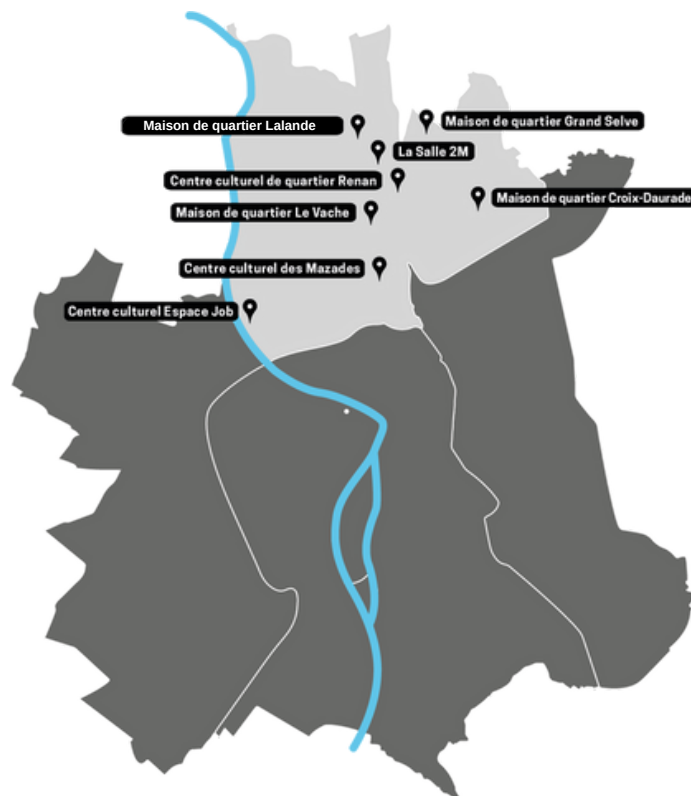 Maison de quartier Lalande
Maison de quartier Grand Selve
La Salle 2M
Centre culturel de quartier Renan
Maison de quartier Croix-Daurade
Maison de quartier Le Vache
Centre culturel des Mazades
Centre culturel Espace Job